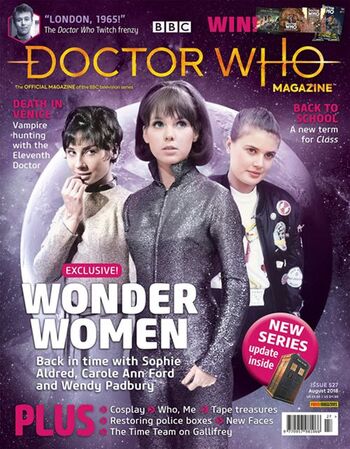 "LONDON, 1965!"
The Doctor Who Twitch frenzy
BBC
WIN!
DOCTOR WHO
MAGAZINE
The OFFICIAL MAGAZINE of the BBC television series
DEATH IN
VENICE
Vampire
hunting
with the
Eleventh
Doctor
BACK TO
SCHOOL
A new term
for Class
EXCLUSIVE!
WONDER
WOMEN
Back in time with Sophie
Aldred, Carole Ann Ford
and Wendy Padbury
NEW
SERIES
update
inside
ISSUE 527
August 2018
PLUS
Cosplay Who, Me Tape treasures
Restoring police boxes New Faces
The Time Team on Gallifrey